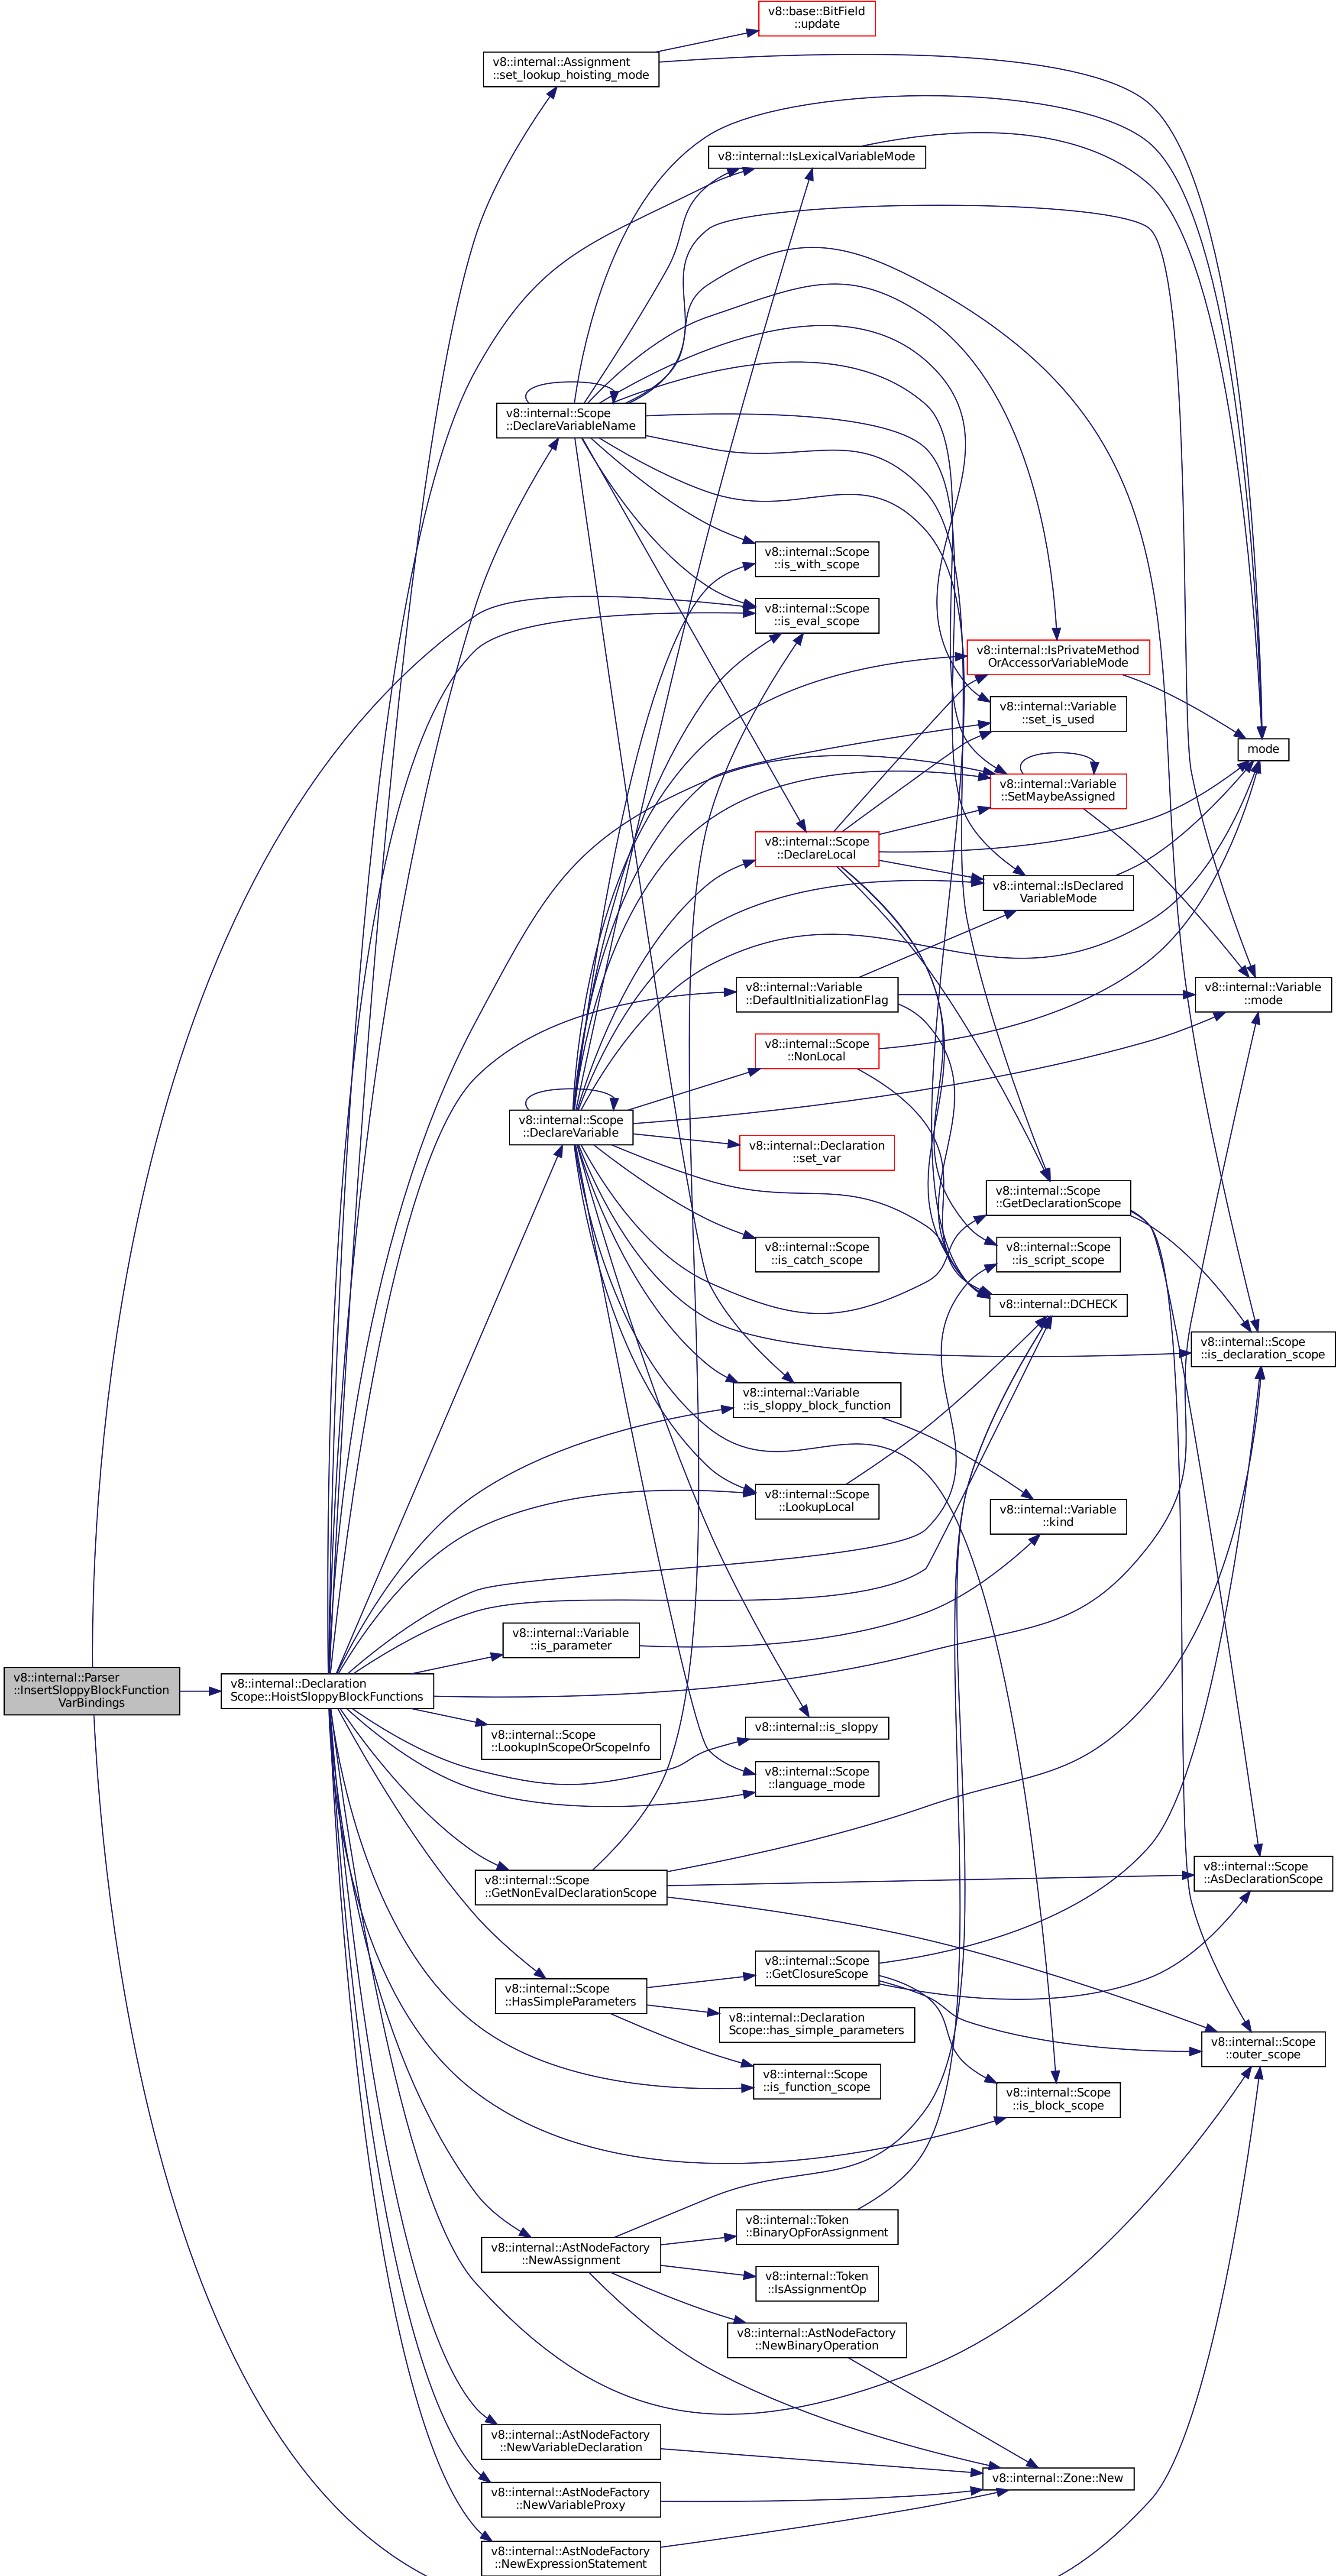 v8::base::BitField
::update
v8::internal::Assignment
::set_lookup_hoisting_mode
v8::internal::IsLexicalVariableMode
v8::internal::Scope
::DeclareVariableName
v8::internal::Scope
::is_with_scope
v8::internal::Scope
::is_eval_scope
v8::internal::IsPrivateMethod
OrAccessorVariableMode
v8::internal::Variable
::set_is_used
mode
v8::internal::Variable
::SetMaybeAssigned
v8::internal::Scope
::DeclareLocal
v8::internal::IsDeclared
VariableMode
v8::internal::Variable
::DefaultInitializationFlag
v8::internal::Variable
::mode
v8::internal::Scope
::NonLocal
v8::internal::Scope
::DeclareVariable
v8::internal::Declaration
::set_var
v8::internal::Scope
::GetDeclarationScope
v8::internal::Scope
::is_catch_scope
v8::internal::Scope
::is_script_scope
v8::internal::DCHECK
v8::internal::Scope
::is_declaration_scope
v8::internal::Variable
::is_sloppy_block_function
v8::internal::Scope
::LookupLocal
v8::internal::Variable
::kind
v8::internal::Variable
::is_parameter
v8::internal::Parser
::InsertSloppyBlockFunction
VarBindings
v8::internal::Declaration
Scope::HoistSloppyBlockFunctions
v8::internal::Scope
::LookupInScopeOrScopeInfo
v8::internal::is_sloppy
v8::internal::Scope
::language_mode
v8::internal::Scope
::GetNonEvalDeclarationScope
v8::internal::Scope
::AsDeclarationScope
v8::internal::Scope
::GetClosureScope
v8::internal::Scope
::HasSimpleParameters
v8::internal::Declaration
Scope::has_simple_parameters
v8::internal::Scope
::outer_scope
v8::internal::Scope
::is_function_scope
v8::internal::Scope
::is_block_scope
v8::internal::Token
::BinaryOpForAssignment
v8::internal::AstNodeFactory
::NewAssignment
v8::internal::Token
::IsAssignmentOp
v8::internal::AstNodeFactory
::NewBinaryOperation
v8::internal::AstNodeFactory
::NewVariableDeclaration
v8::internal::Zone::New
v8::internal::AstNodeFactory
::NewVariableProxy
v8::internal::AstNodeFactory
::NewExpressionStatement